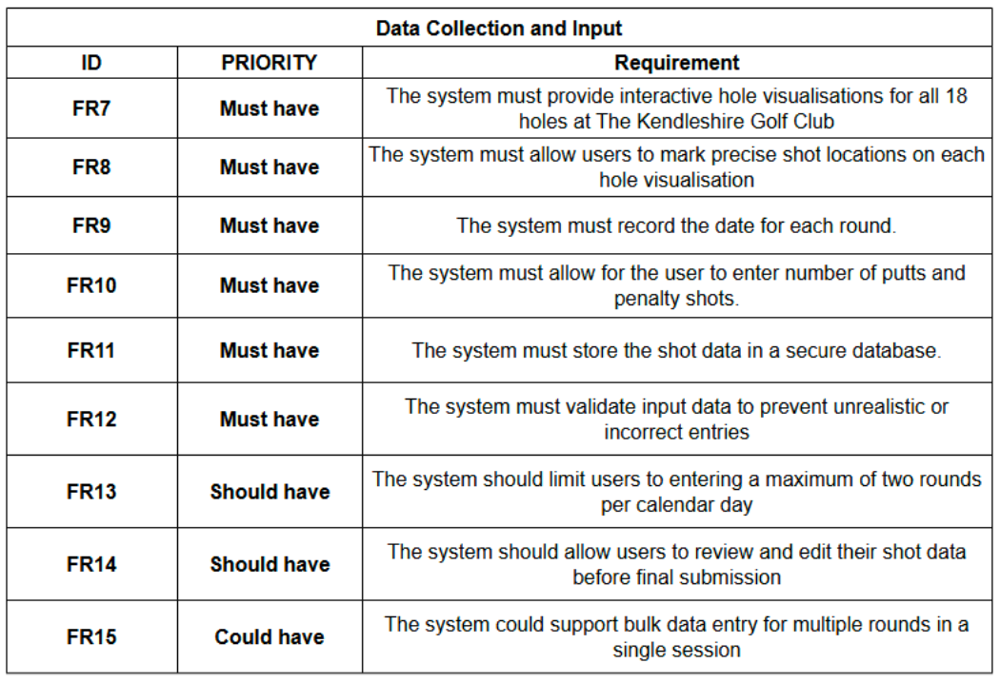 Data Collection and Input
ID PRIORITY Requirement
FR7 Must have The system must provide interactive hole visualisations for all 18
holes at The Kendleshire Golf Club
FR8 Must have The system must allow users to mark precise shot locations on each
hole visualisation
FR9 Must have The system must record the date for each round.
FR10 Must have The system must allow for the user to enter number of putts and
penalty shots.
FR11 Must have The system must store the shot data in a secure database.
FR12 Must have The system must validate input data to prevent unrealistic or
incorrect entries
FR13 Should have The system should limit users to entering a maximum of two rounds
per calendar day
FR14 Should have The system should allow users to review and edit their shot data
before final submission
FR15 Could have The system could support bulk data entry for multiple rounds in a
single session